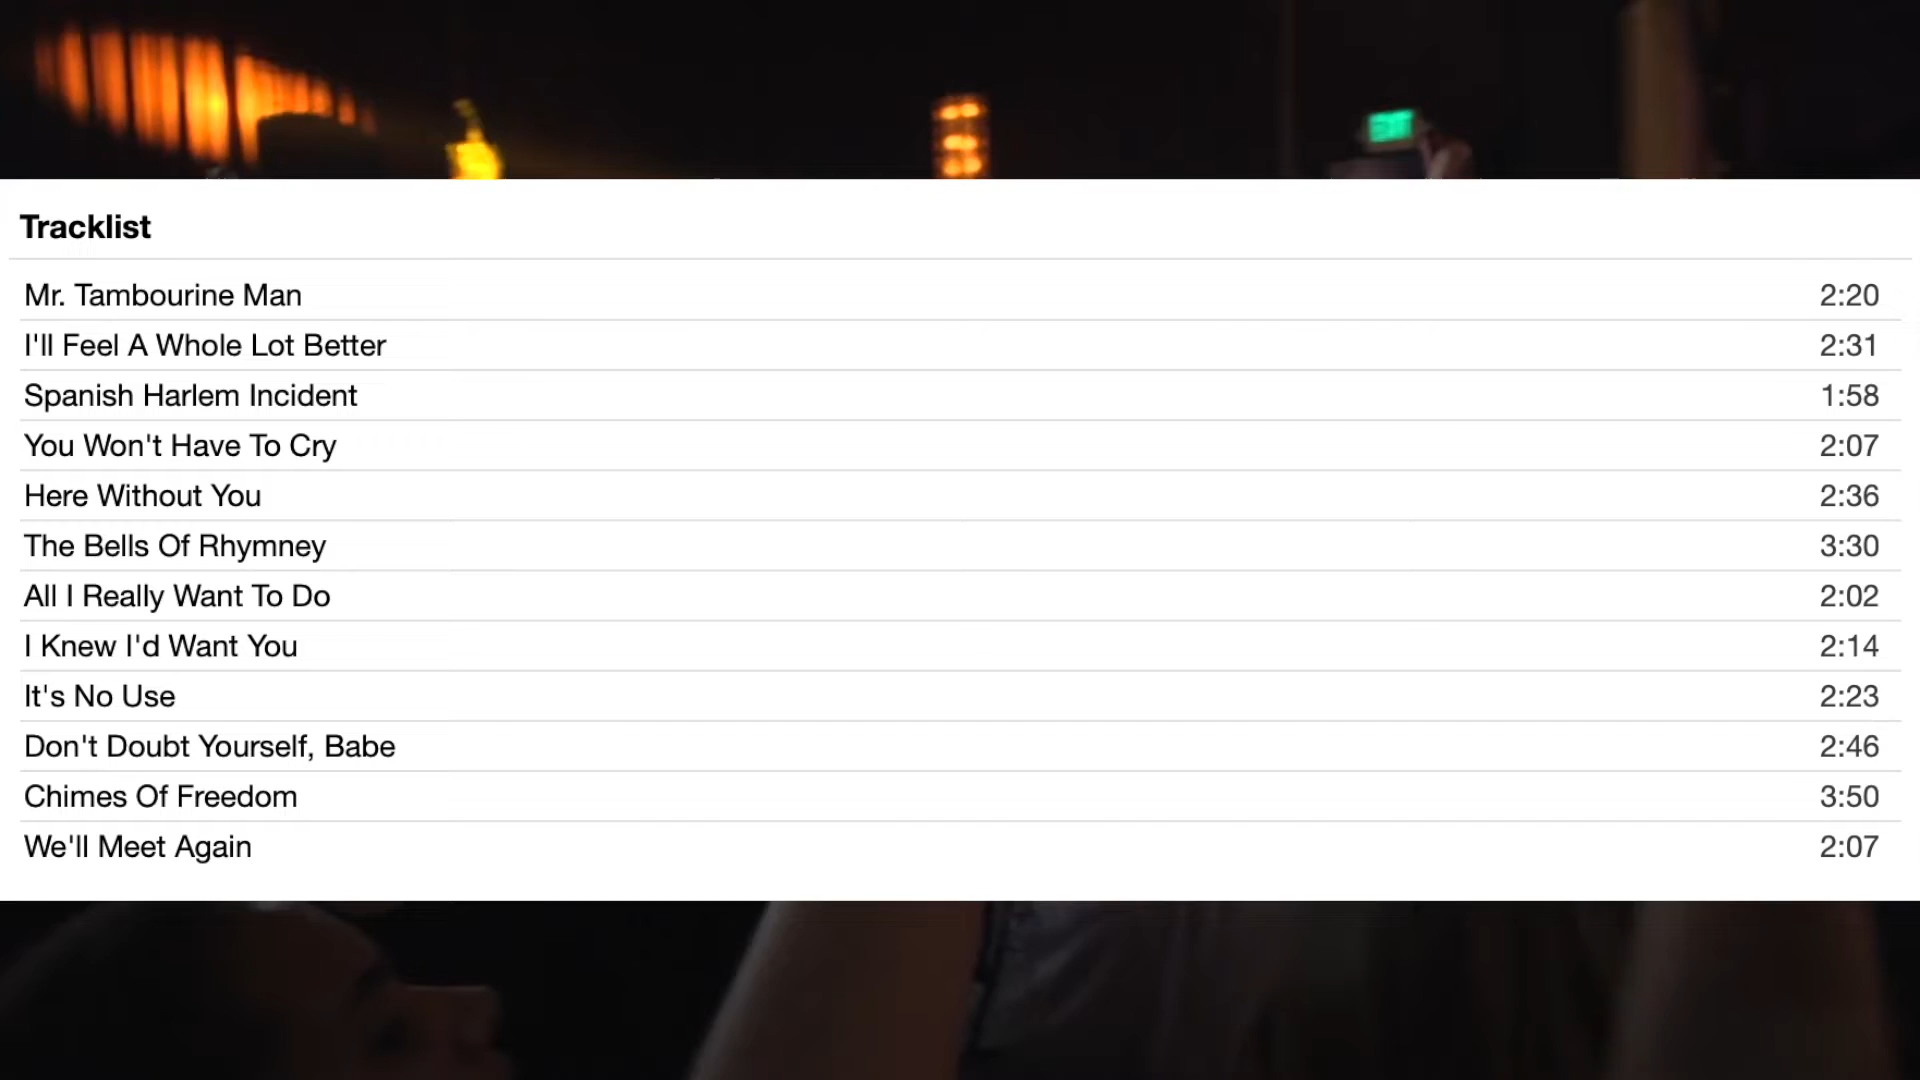 Tracklist
Mr. Tambourine Man 2:20
I'll Feel A Whole Lot Better 2:31
Spanish Harlem Incident 1:58
You Won't Have To Cry 2:07
Here Without You 2:36
The Bells Of Rhymney 3:30
All I Really Want To Do 2:02
I Knew I'd Want You 2:14
It's No Use 2:23
Don't Doubt Yourself, Babe 2:46
Chimes Of Freedom 3:50
We'll Meet Again 2:07